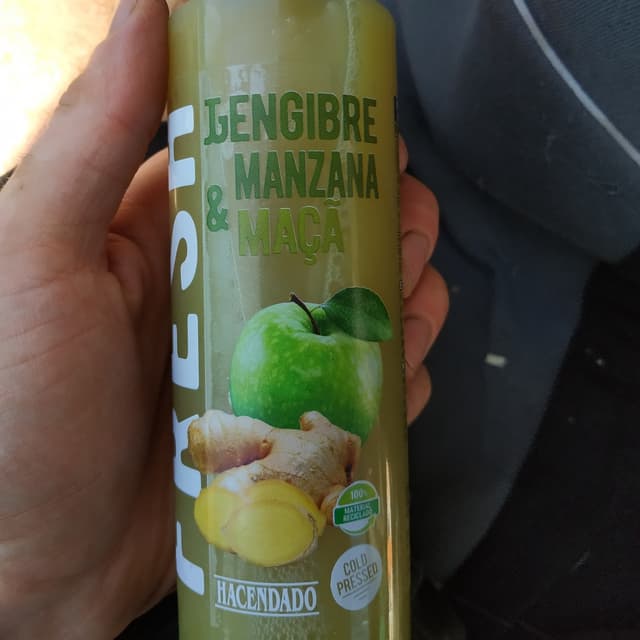 FRESH
JENGIBRE
MANZANA
& MAÇÃ
100%
MATERIAL
RECICLADO
COLD
PRESSED
HACENDADO